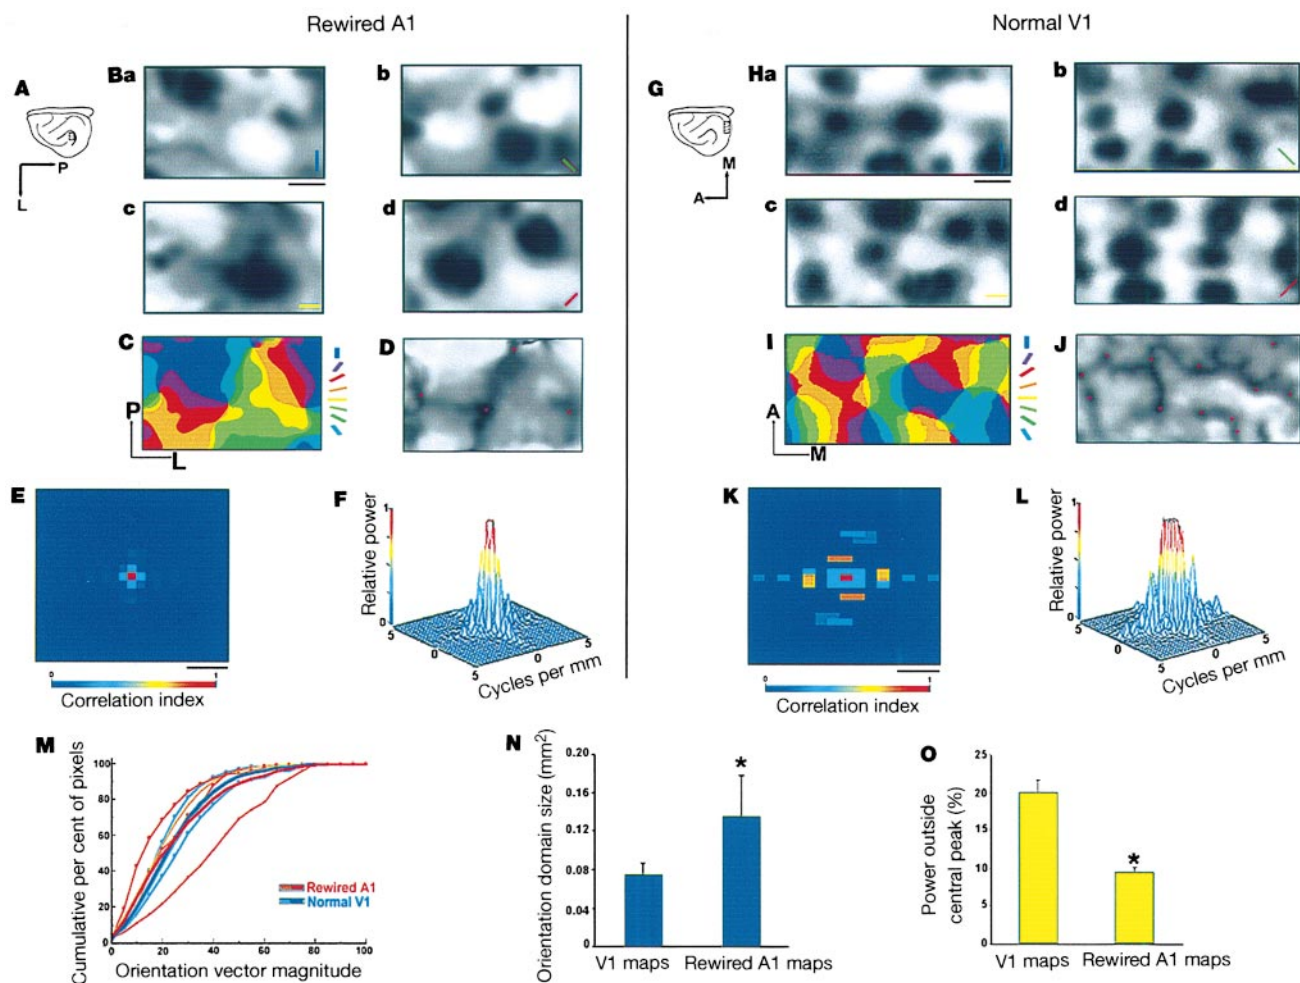 Rewired A1
Normal V1
A
Ba
b
G
Ha
b
P
L
M
A
c
d
c
d
C
D
I
J
P
L
A
M
E
F
K
L
Relative power
1
0
5
0
5
0
5
Cycles per mm
Relative power
1
0
5
0
5
0
5
Cycles per mm
0
1
Correlation index
0
1
Correlation index
M
Cumulative per cent of pixels
100
80
60
40
20
0
0
20
40
60
80
100
Orientation vector magnitude
Rewired A1
Normal V1
N
Orientation domain size (mm²)
0.20
0.16
0.12
0.08
0.04
0
*
V1 maps
Rewired A1 maps
O
Power outside
central peak (%)
25
20
15
10
5
0
*
V1 maps
Rewired A1 maps